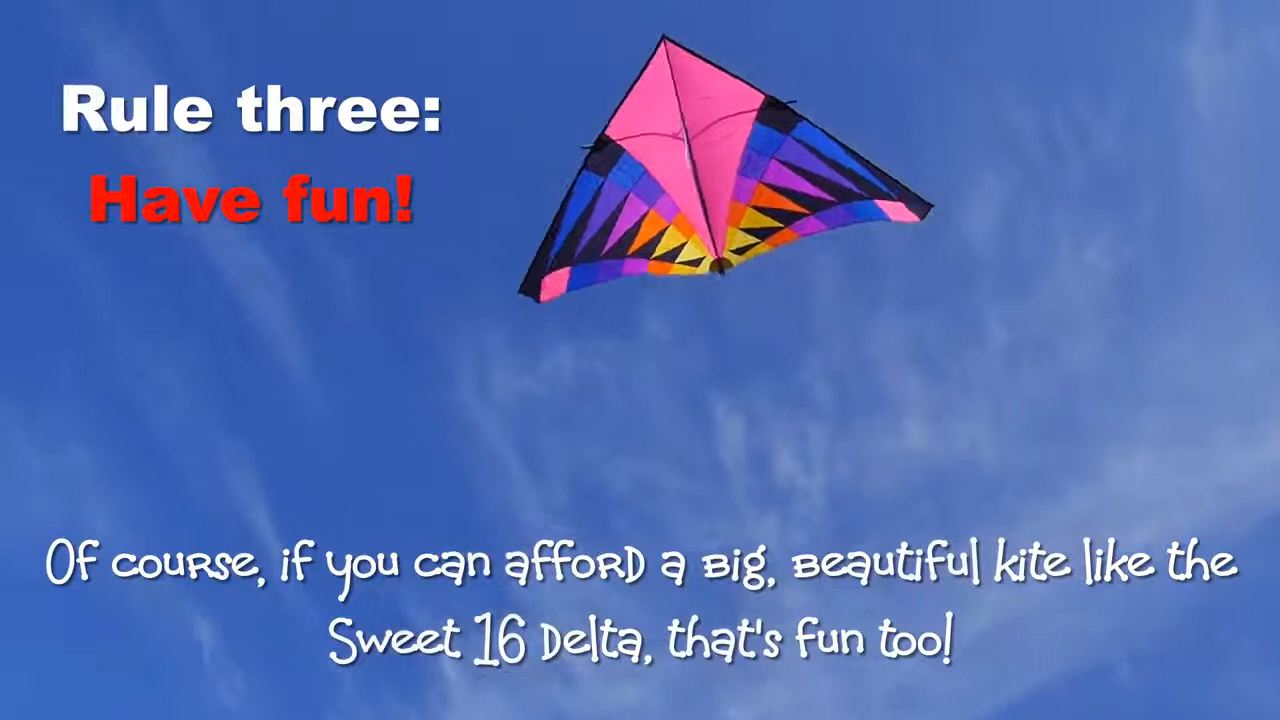 Rule three:
Have fun!
Of course, if you can afford a big, beautiful kite like the
Sweet 16 Delta, that's fun too!